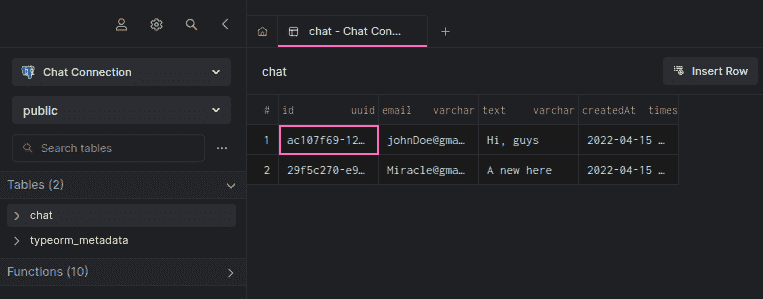 chat - Chat Con...
Chat Connection
public
Search tables
Tables (2)
chat
typeorm_metadata
Functions (10)
chat
Insert Row
# id uuid email varchar text varchar createdAt times
1 ac107f69-12… johnDoe@gma… Hi, guys 2022-04-15 …
2 29f5c270-e9… Miracle@gma… A new here 2022-04-15 …